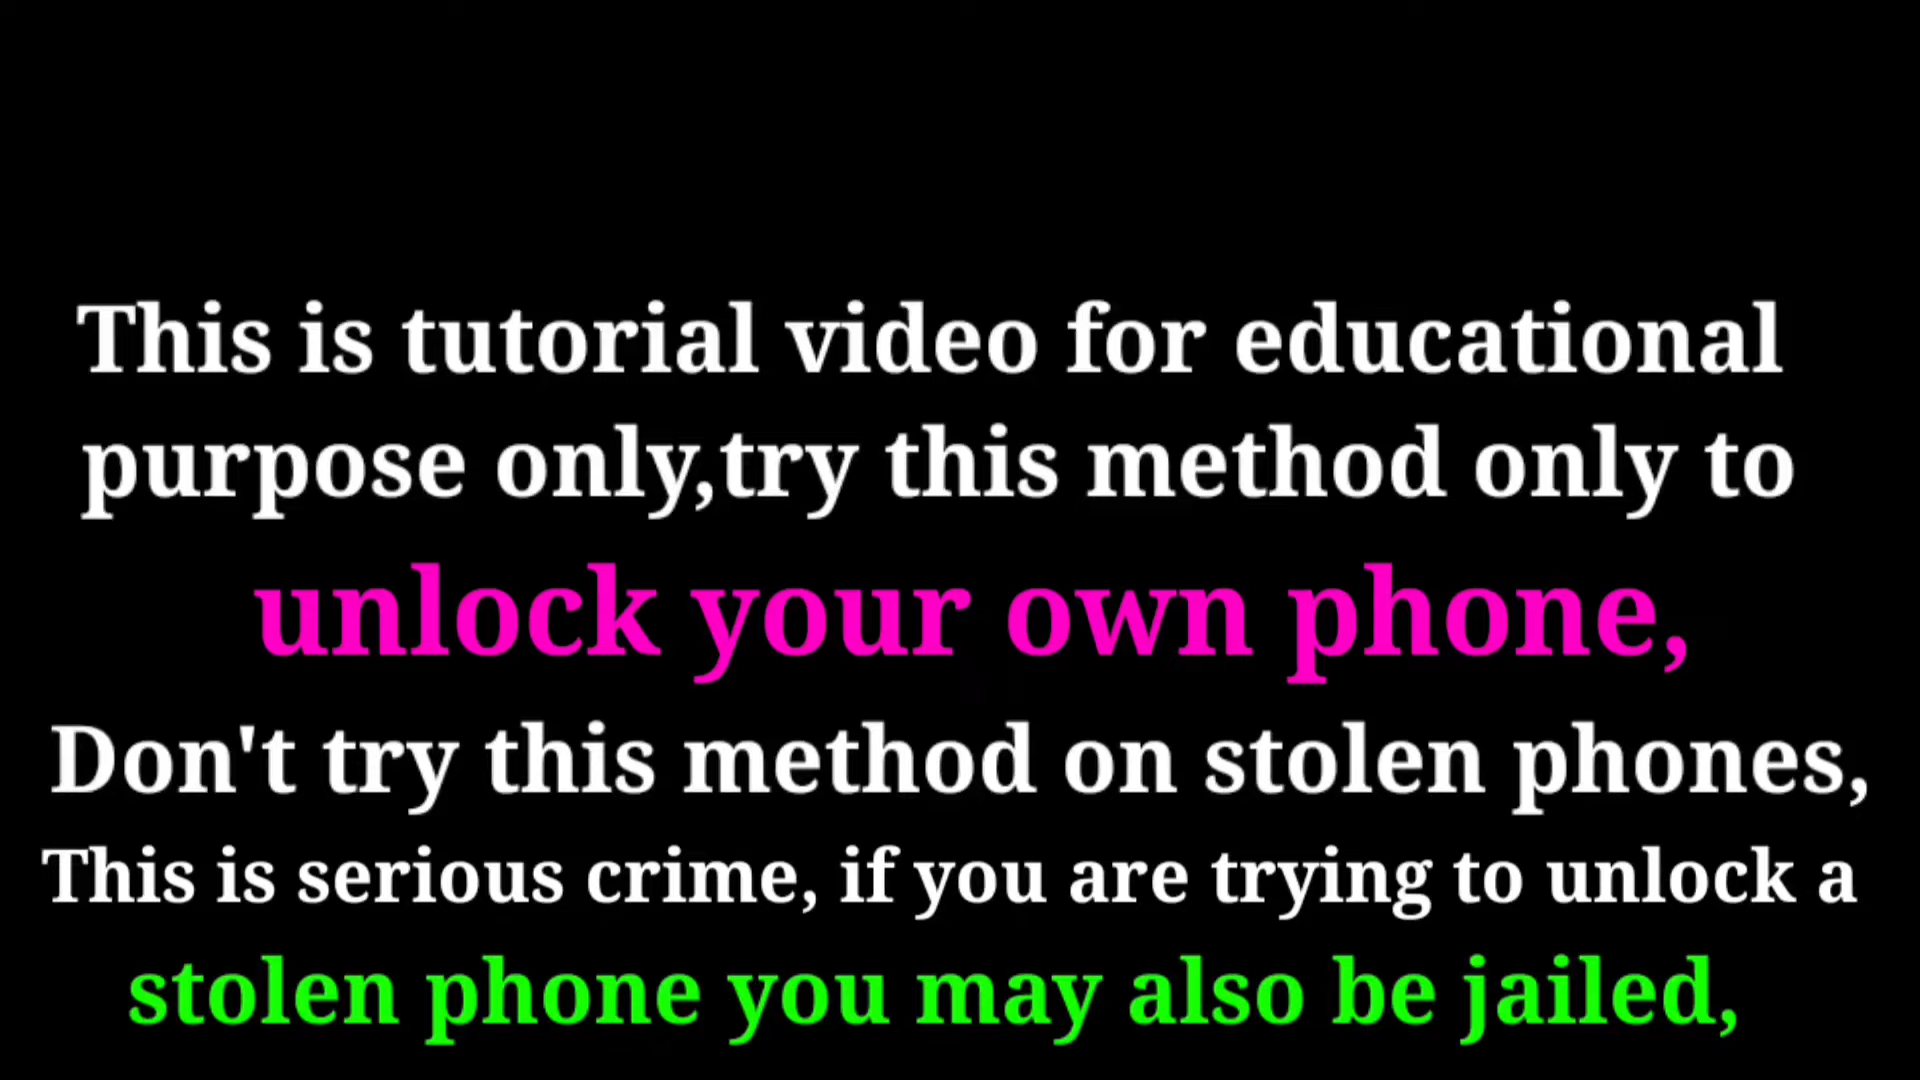 This is tutorial video for educational
purpose only,try this method only to
unlock your own phone,
Don't try this method on stolen phones,
This is serious crime, if you are trying to unlock a
stolen phone you may also be jailed,